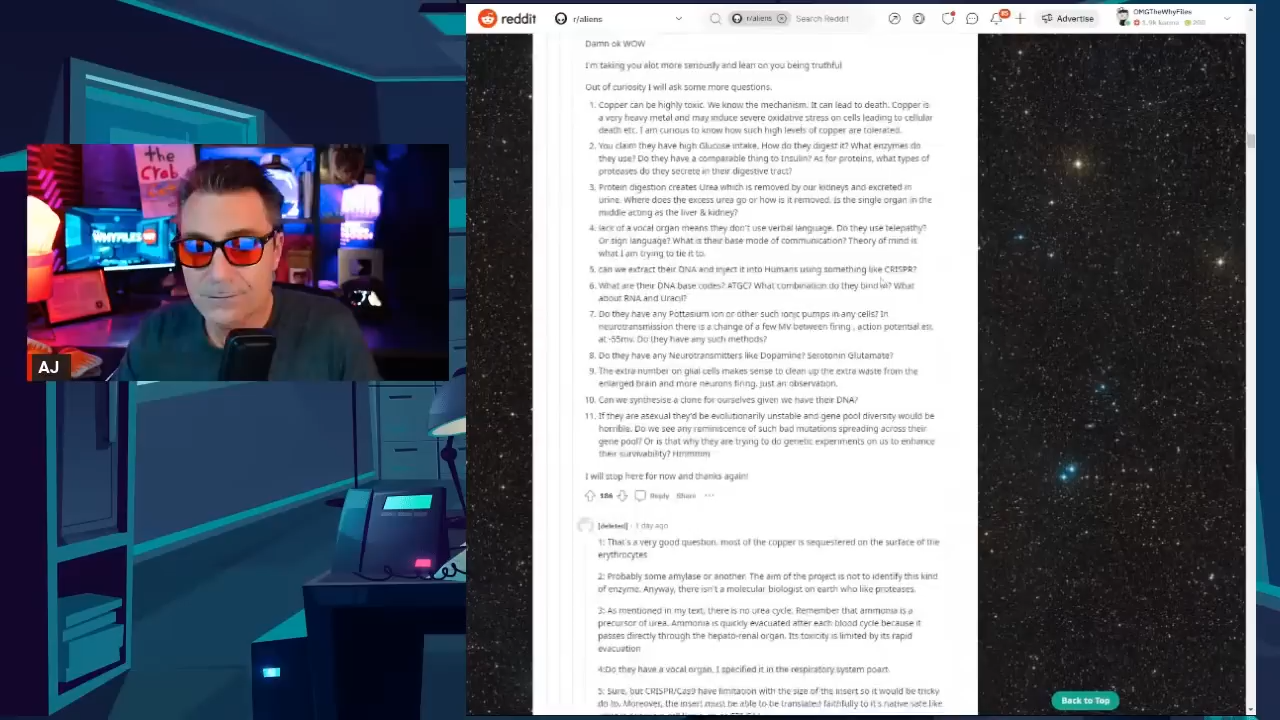 reddit
r/aliens
r/aliens
Search Reddit
85
Advertise
OMGTheWhyFiles
Damn ok WOW
I'm taking you alot more seriously and lean on you being truthful
Out of curiosity I will ask some more questions.
1. Copper can be highly toxic. We know the mechanism. It can lead to death. Copper is
a very heavy metal and may induce severe oxidative stress on cells leading to cellular
death etc. I am curious to know how such high levels of copper are tolerated.
2. You claim they have high Glucose intake. How do they digest it? What enzymes do
they use? Do they have a comparable thing to Insulin? As for proteins, what types of
proteases do they secrete in their digestive tract?
3. Protein digestion creates Urea which is removed by our kidneys and excreted in
urine. Where does the excess urea go or how is it removed. Is the single organ in the
middle acting as the liver & kidney?
4. lack of a vocal organ means they don't use verbal language. Do they use telepathy?
Or sign language? What is their base mode of communication? Theory of mind is
what I am trying to tie it to.
5. can we extract their DNA and inject it into Humans using something like CRISPR?
6. What are their DNA base codes? ATGC? What combination do they bind in? What
about RNA and Uracil?
7. Do they have any Pottasium ion or other such ionic pumps in any cells? In
neurotransmission there is a change of a few MV between firing , action potential etc
at -55mv. Do they have any such methods?
8. Do they have any Neurotransmitters like Dopamine? Serotonin Glutamate?
9. The extra number on glial cells makes sense to clean up the extra waste from the
enlarged brain and more neurons firing. Just an observation.
10. Can we synthesise a clone for ourselves given we have their DNA?
11. If they are asexual they'd be evolutionarily unstable and gene pool diversity would be
horrible. Do we see any reminiscence of such bad mutations spreading across their
gene pool? Or is that why they are trying to do genetic experiments on us to enhance
their survivability? Hmmmm
I will stop here for now and thanks again!
186
Reply
Share
[deleted] · 1 day ago
1: That's a very good question, most of the copper is sequestered on the surface of the
erythrocytes
2: Probably some amylase or another. The aim of the project is not to identify this kind
of enzyme. Anyway, there isn't a molecular biologist on earth who like proteases.
3: As mentioned in my text, there is no urea cycle. Remember that ammonia is a
precursor of urea. Ammonia is quickly evacuated after each blood cycle because it
passes directly through the hepato-renal organ. Its toxicity is limited by its rapid
evacuation
4:Do they have a vocal organ, I specified it in the respiratory system poart.
5: Sure, but CRISPR/Cas9 have limitation with the size of the insert so it would be tricky
do to. Moreover, the insert must be able to be translated faithfully to it's native sate like
Back to Top
the
Crab
WHYFILES
AJ